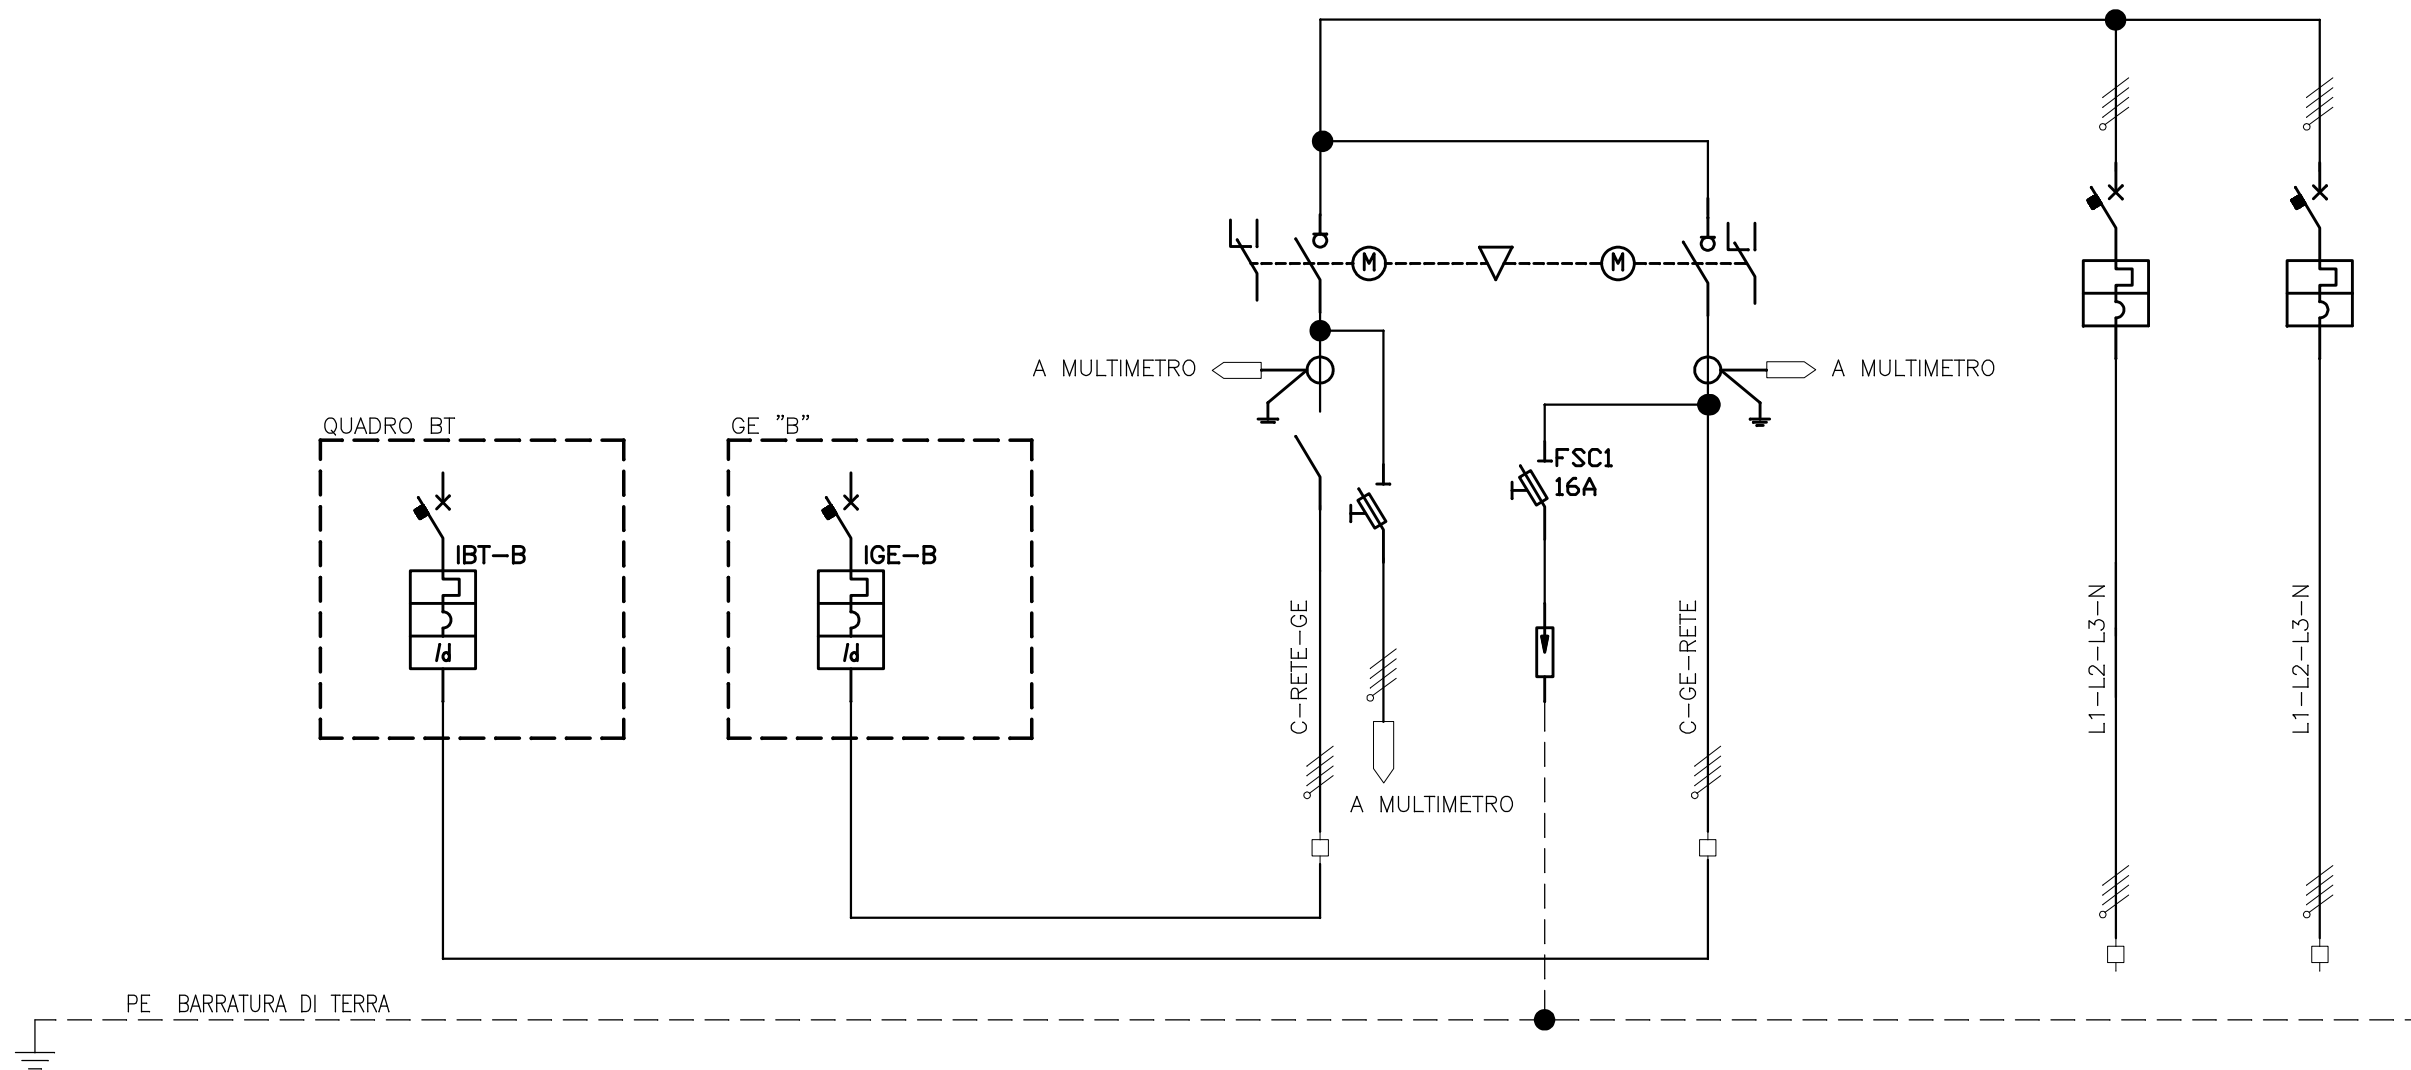 A MULTIMETRO
A MULTIMETRO
QUADRO BT
GE "B"
FSC1
16A
IBT-B
IGE-B
M
M
Id
Id
C-RETE-GE
C-GE-RETE
L1-L2-L3-N
L1-L2-L3-N
A MULTIMETRO
PE BARRATURA DI TERRA